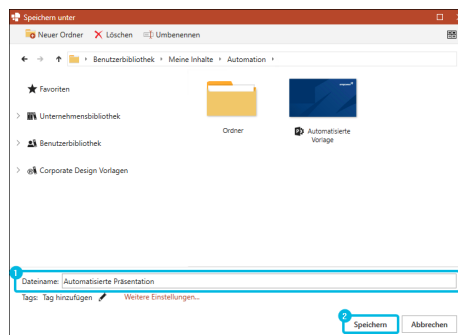 Speichern unter
Neuer Ordner Löschen Umbenennen
Benutzerbibliothek Meine Inhalte Automation
Favoriten
Unternehmensbibliothek
Benutzerbibliothek
Corporate Design Vorlagen
Ordner
Automatisierte
Vorlage
1
Dateiname: Automatisierte Präsentation
Tags: Tag hinzufügen Weitere Einstellungen...
2
Speichern Abbrechen